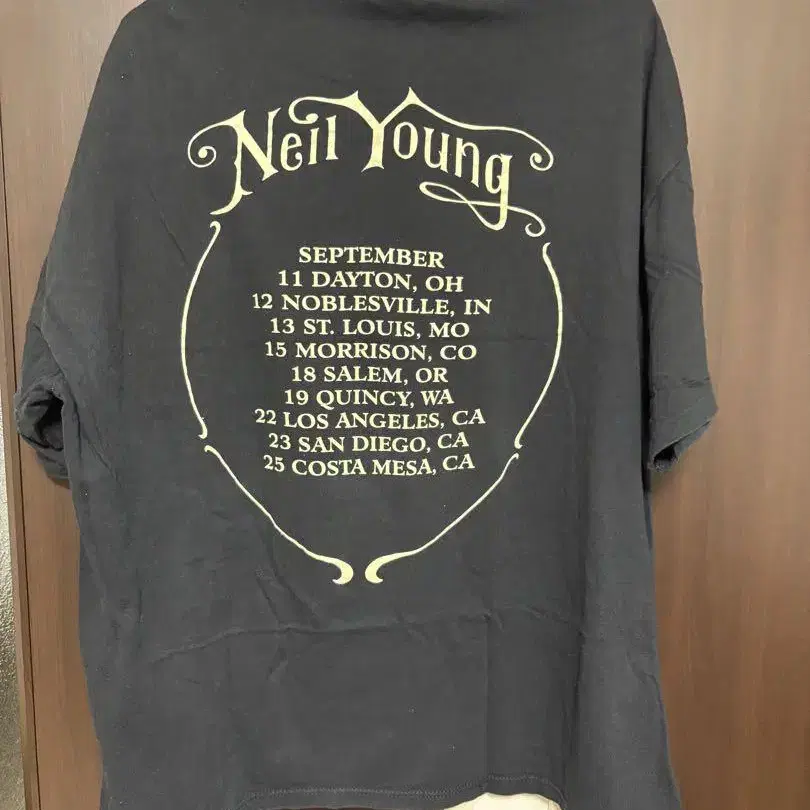 Neil Young
SEPTEMBER
11 DAYTON, OH
12 NOBLESVILLE, IN
13 ST. LOUIS, MO
15 MORRISON, CO
18 SALEM, OR
19 QUINCY, WA
22 LOS ANGELES, CA
23 SAN DIEGO, CA
25 COSTA MESA, CA